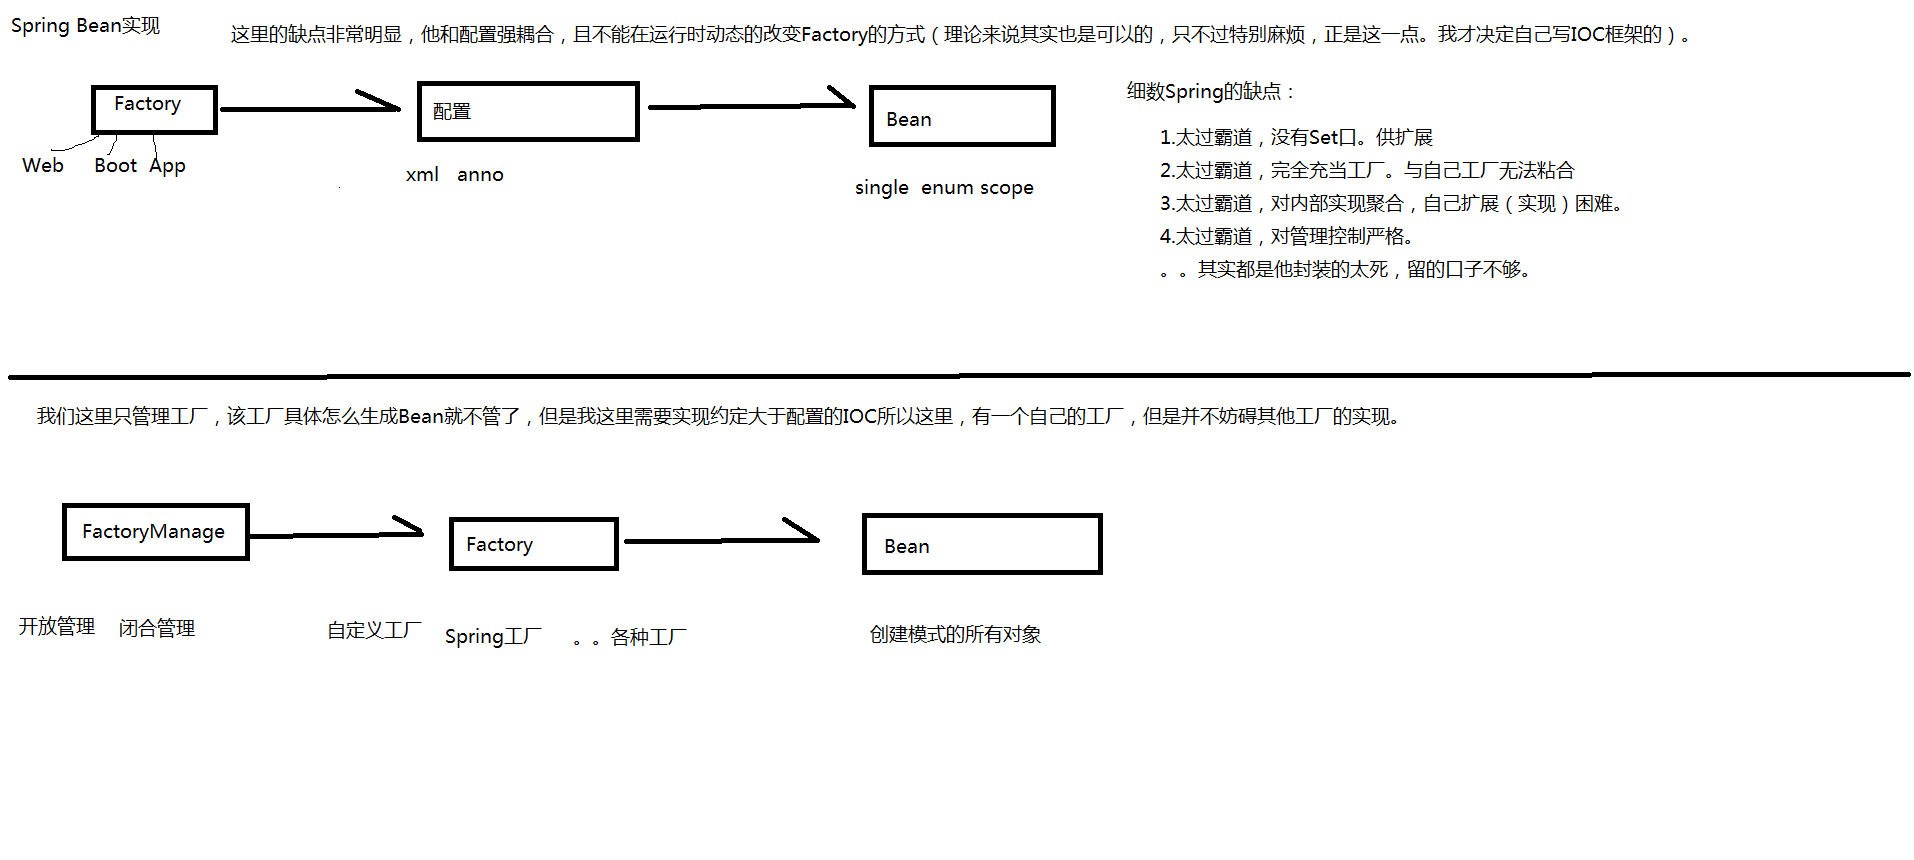 Spring Bean实现
这里的缺点非常明显，他和配置强耦合，且不能在运行时动态的改变Factory的方式（理论来说其实也是可以的，只不过特别麻烦，正是这一点。我才决定自己写IOC框架的）。
Factory
配置
Bean
Web Boot App
xml anno
single enum scope
细数Spring的缺点：
1.太过霸道，没有Set口。供扩展
2.太过霸道，完全充当工厂。与自己工厂无法粘合
3.太过霸道，对内部实现聚合，自己扩展（实现）困难。
4.太过霸道，对管理控制严格。
。。其实都是他封装的太死，留的口子不够。
我们这里只管理工厂，该工厂具体怎么生成Bean就不管了，但是我这里需要实现约定大于配置的IOC所以这里，有一个自己的工厂，但是并不妨碍其他工厂的实现。
FactoryManage
Factory
Bean
开放管理 闭合管理
自定义工厂 Spring工厂 。。各种工厂
创建模式的所有对象